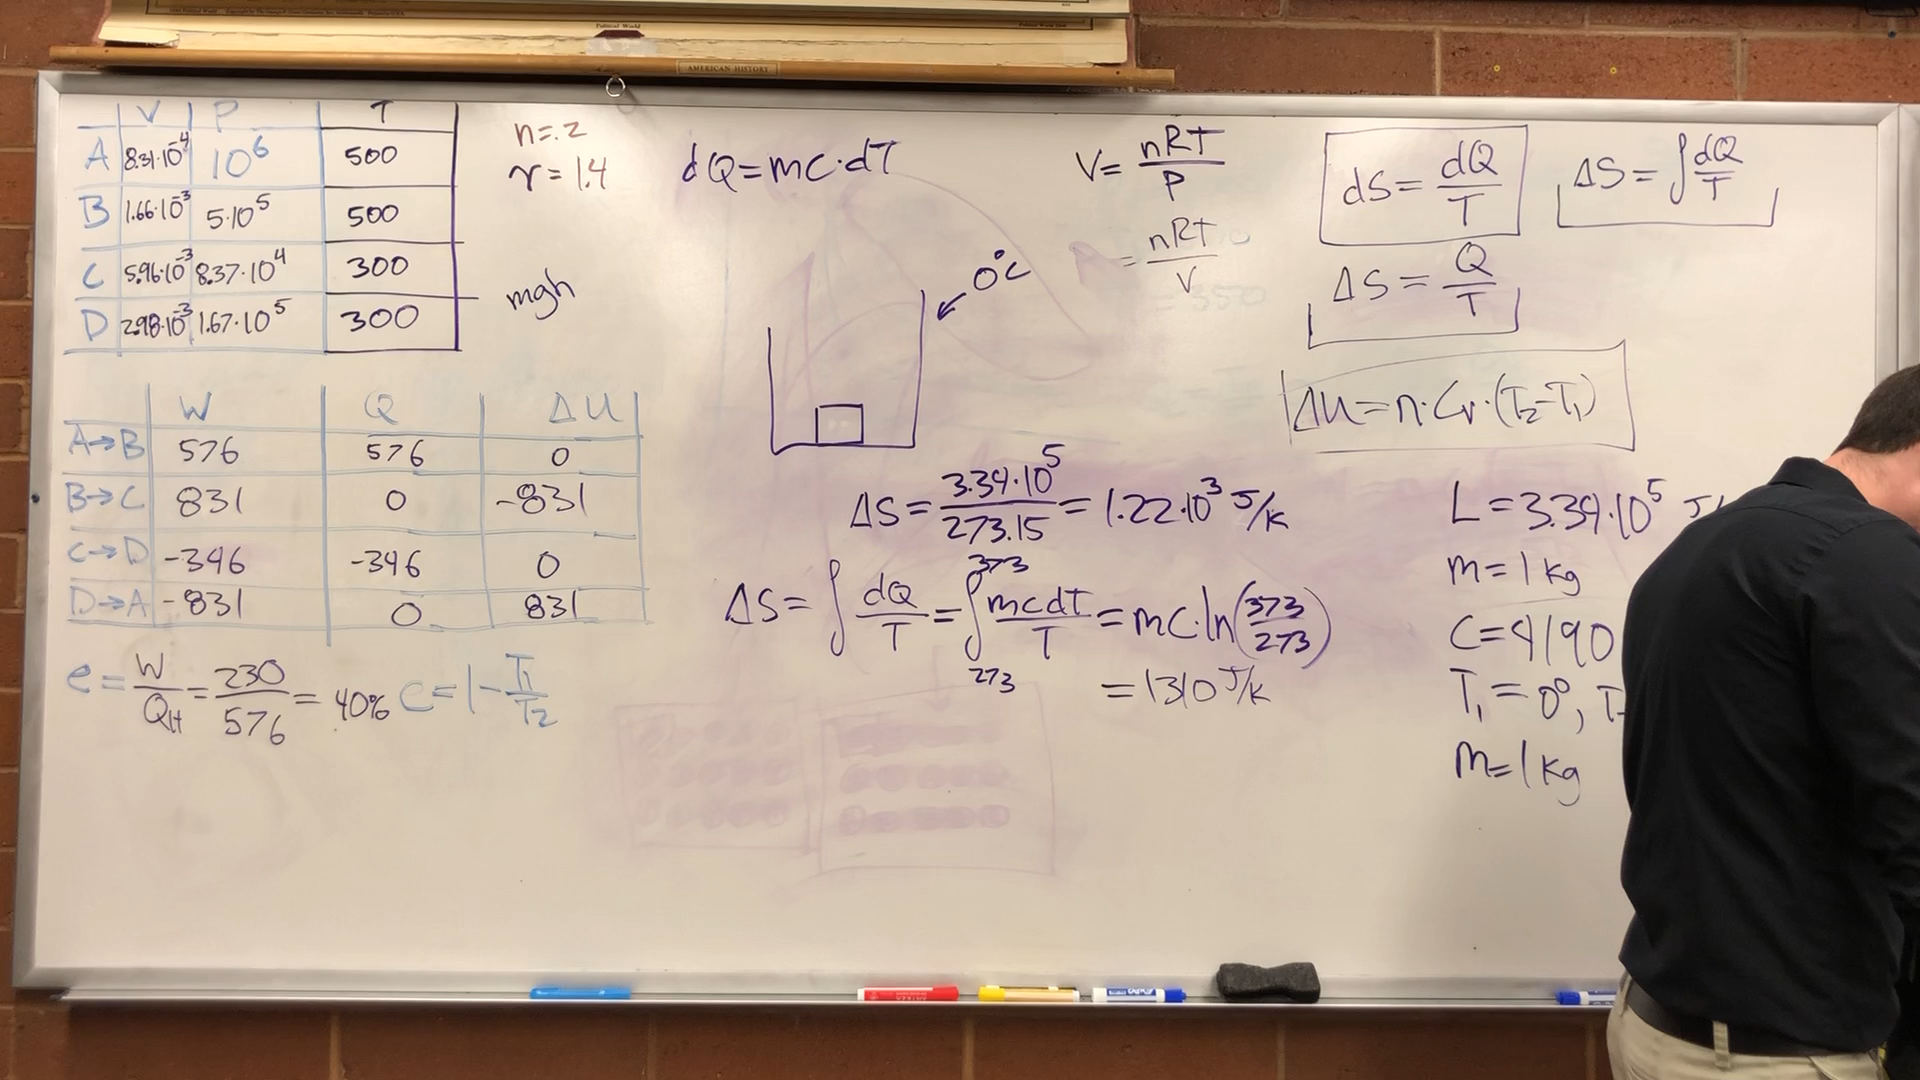 AMERICAN HISTORY
V P T
A 8.31·10⁻⁴ 10⁶ 500
B 1.66·10⁻³ 5·10⁵ 500
C 5.96·10⁻³ 8.37·10⁴ 300
D 2.98·10⁻³ 1.67·10⁵ 300
n=.2
γ=1.4
mgh
W Q ΔU
A→B 576 576 0
B→C 831 0 -831
C→D -346 -346 0
D→A -831 0 831
e = W/QH = 230/576 = 40% e = 1 - T₁/T₂
dQ=mc·dT
0°C
ΔS = 3.34·10⁵/273.15 = 1.22·10³ J/K
ΔS = ∫ dQ/T = ∫₂₇₃³⁷³ mcdT/T = mc·ln(373/273)
= 1310 J/K
V = nRT/P
= nRT/V
= 350
dS = dQ/T
ΔS = ∫ dQ/T
ΔS = Q/T
ΔU = n·Cv·(T₂-T₁)
L = 3.34·10⁵ J/
m = 1 kg
C = 4190
T₁ = 0°, T
m = 1 kg